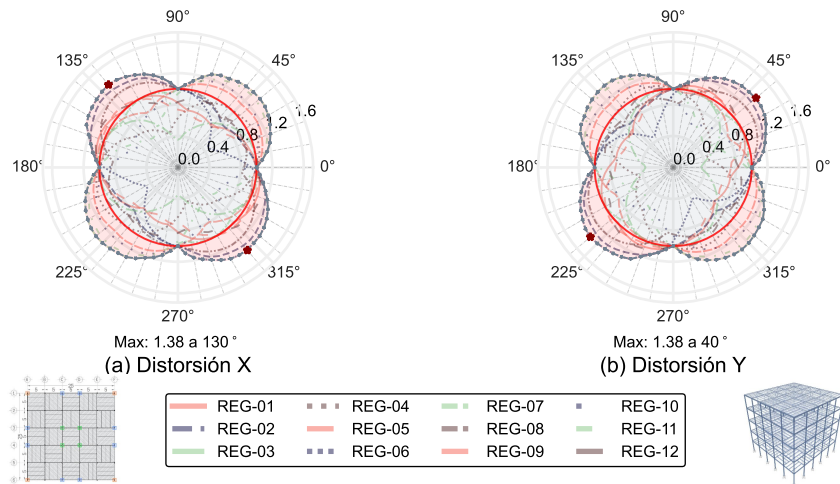 90° 90°
135° 45° 135° 45°
1.6 1.6
1.2 1.2
0.8 0.8
0.4 0.4
180° 0.0 0° 180° 0.0 0°
225° 315° 225° 315°
270° 270°
Max: 1.38 a 130° Max: 1.38 a 40°
(a) Distorsión X (b) Distorsión Y
REG-01 REG-04 REG-07 REG-10
REG-02 REG-05 REG-08 REG-11
REG-03 REG-06 REG-09 REG-12